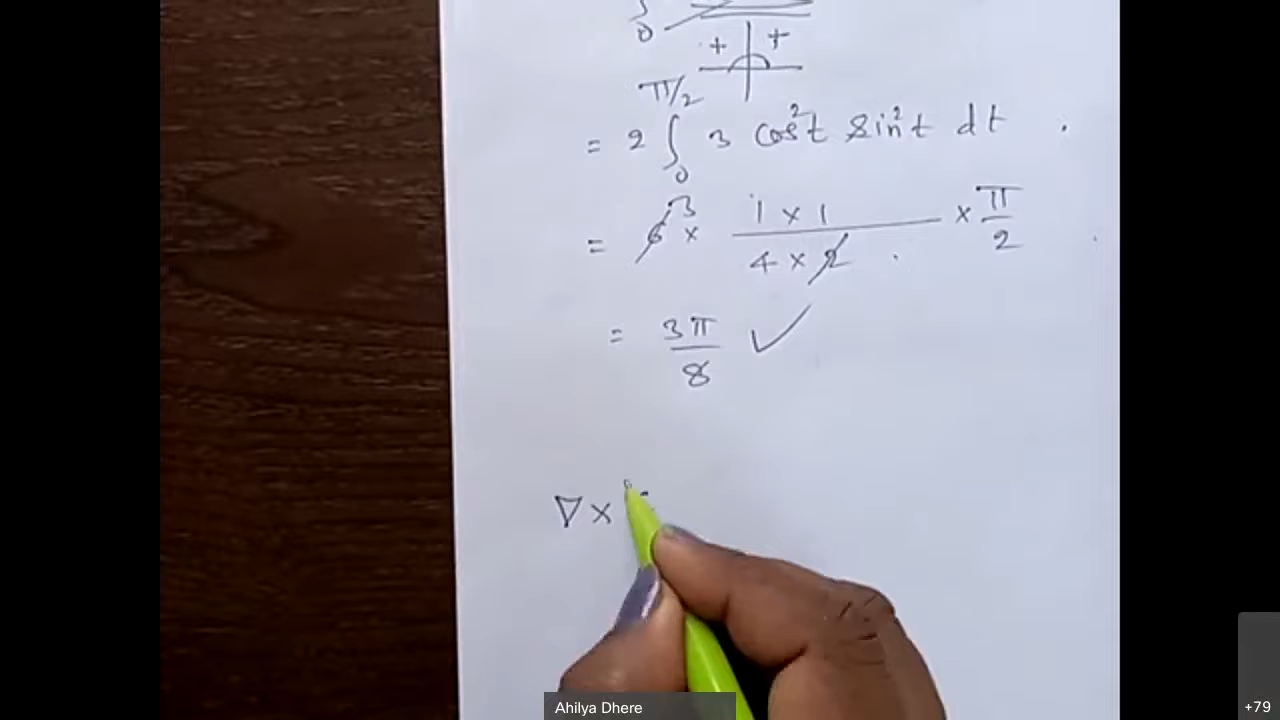 ∫
0
+ +
π/2
= 2 ∫ 3 cos²t sin²t dt .
0
3
= 6 × 1 × 1 × π
4 × 2 . 2
= 3π ✓
8
∇ ×
Ahilya Dhere
+79